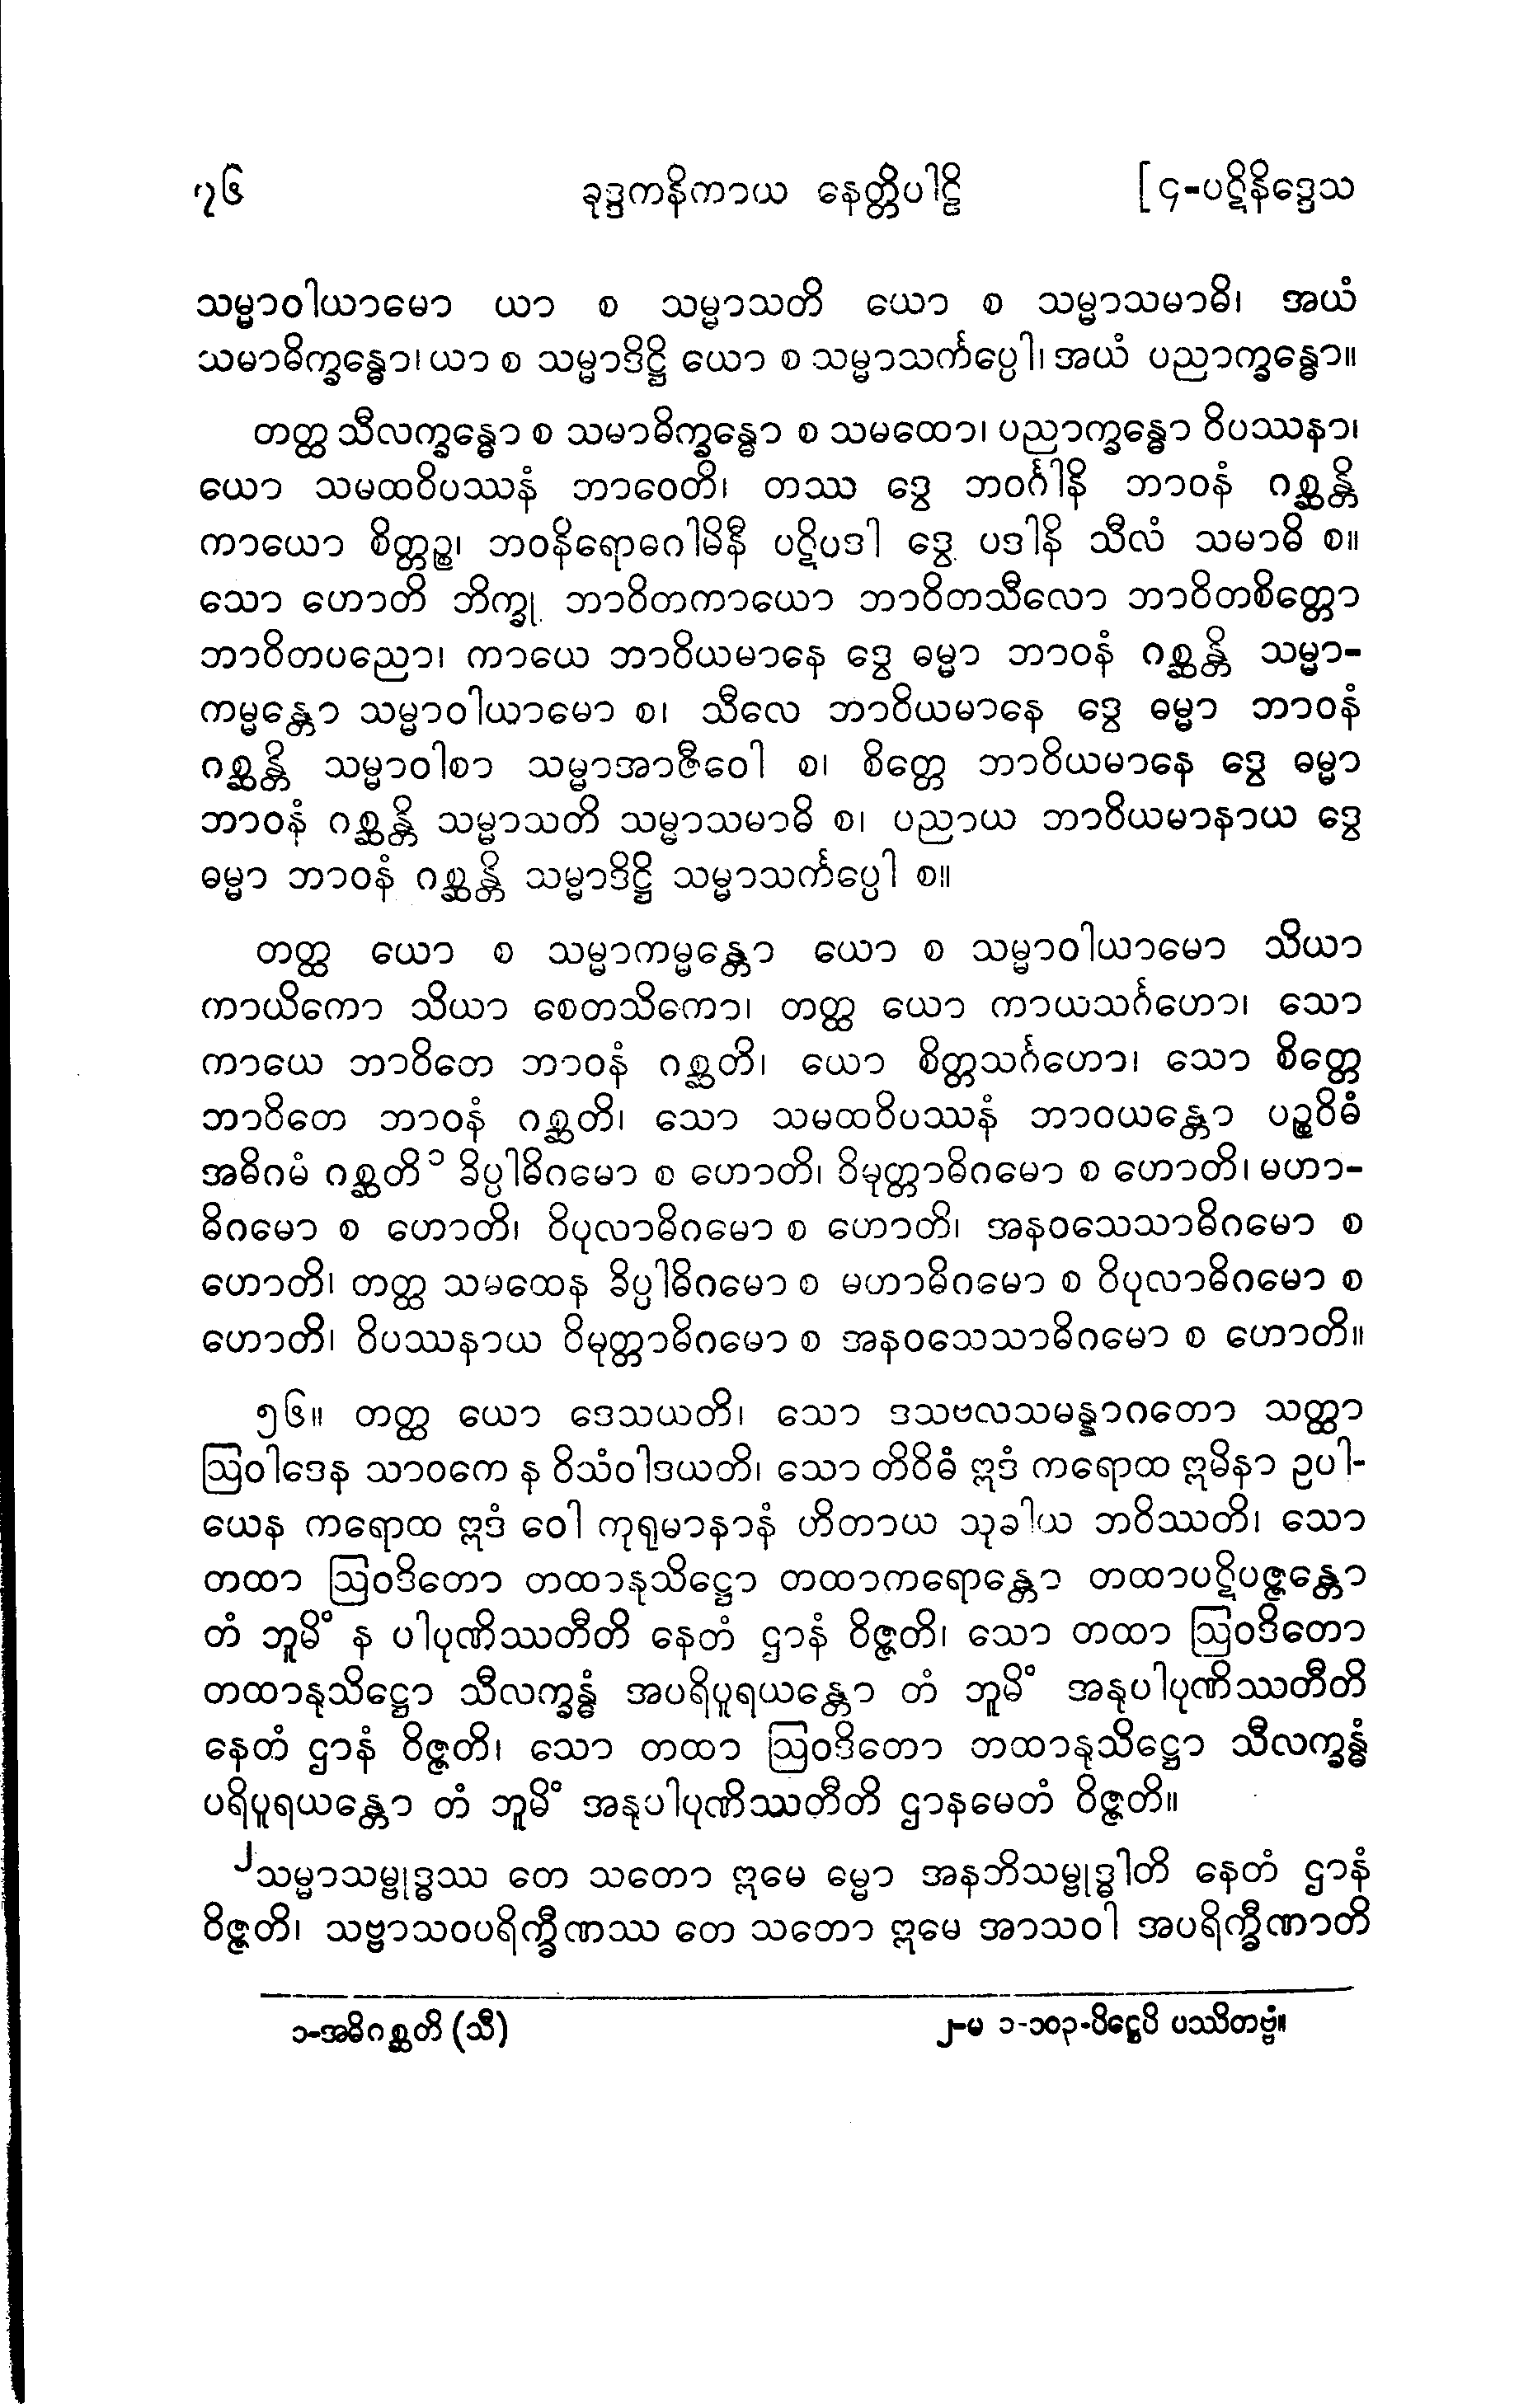 ၇၆ ခုဒ္ဒကနိကာယ နေတ္တိပါဠိ [ ၄-ပဋိနိဒ္ဒေသ
သမ္မာဝါယာမော ယာ စ သမ္မာသတိ ယော စ သမ္မာသမာဓိ၊ အယံ
သမာဓိက္ခန္ဓော၊ ယာ စ သမ္မာဒိဋ္ဌိ ယော စ သမ္မာသင်္ကပ္ပေါ၊ အယံ ပညာက္ခန္ဓော။
တတ္ထ သီလက္ခန္ဓော စ သမာဓိက္ခန္ဓော စ သမထော၊ ပညာက္ခန္ဓော ဝိပဿနာ၊
ယော သမထဝိပဿနံ ဘာဝေတိ၊ တဿ ဒွေ ဘဝင်္ဂါနိ ဘာဝနံ ဂစ္ဆန္တိ
ကာယော စိတ္တဉ္စ၊ ဘဝနိရောဓဂါမိနီ ပဋိပဒါ ဒွေ ပဒါနိ သီလံ သမာဓိ စ။
သော ဟောတိ ဘိက္ခု ဘာဝိတကာယော ဘာဝိတသီလော ဘာဝိတစိတ္တော
ဘာဝိတပညော၊ ကာယေ ဘာဝိယမာနေ ဒွေ ဓမ္မာ ဘာဝနံ ဂစ္ဆန္တိ သမ္မာ-
ကမ္မန္တော သမ္မာဝါယာမော စ၊ သီလေ ဘာဝိယမာနေ ဒွေ ဓမ္မာ ဘာဝနံ
ဂစ္ဆန္တိ သမ္မာဝါစာ သမ္မာအာဇီဝေါ စ၊ စိတ္တေ ဘာဝိယမာနေ ဒွေ ဓမ္မာ
ဘာဝနံ ဂစ္ဆန္တိ သမ္မာသတိ သမ္မာသမာဓိ စ၊ ပညာယ ဘာဝိယမာနာယ ဒွေ
ဓမ္မာ ဘာဝနံ ဂစ္ဆန္တိ သမ္မာဒိဋ္ဌိ သမ္မာသင်္ကပ္ပေါ စ။
တတ္ထ ယော စ သမ္မာကမ္မန္တော ယော စ သမ္မာဝါယာမော သိယာ
ကာယိကော သိယာ စေတသိကော၊ တတ္ထ ယော ကာယသင်္ဂဟော၊ သော
ကာယေ ဘာဝိတေ ဘာဝနံ ဂစ္ဆတိ၊ ယော စိတ္တသင်္ဂဟော၊ သော စိတ္တေ
ဘာဝိတေ ဘာဝနံ ဂစ္ဆတိ၊ သော သမထဝိပဿနံ ဘာဝယန္တော ပဉ္စဝိဓံ
အဓိဂမံ ဂစ္ဆတိ ၁ ခိပ္ပါဓိဂမော စ ဟောတိ၊ ဝိမုတ္တာဓိဂမော စ ဟောတိ၊ မဟာ-
ဓိဂမော စ ဟောတိ၊ ဝိပုလာဓိဂမော စ ဟောတိ၊ အနဝသေသာဓိဂမော စ
ဟောတိ၊ တတ္ထ သမထေန ခိပ္ပါဓိဂမော စ မဟာဓိဂမော စ ဝိပုလာဓိဂမော စ
ဟောတိ၊ ဝိပဿနာယ ဝိမုတ္တာဓိဂမော စ အနဝသေသာဓိဂမော စ ဟောတိ။
၅၆။ တတ္ထ ယော ဒေသယတိ၊ သော ဒသဗလသမန္နာဂတော သတ္ထာ
ဩဝါဒေန သာဝကေ န ဝိသံဝါဒယတိ၊ သော တိဝိဓံ ဣဒံ ကရောထ ဣမိနာ ဥပါ-
ယေန ကရောထ ဣဒံ ဝေါ ကုရုမာနာနံ ဟိတာယ သုခါယ ဘဝိဿတိ၊ သော
တထာ ဩဝဒိတော တထာနုသိဋ္ဌော တထာကရောန္တော တထာပဋိပဇ္ဇန္တော
တံ ဘူမိံ န ပါပုဏိဿတီတိ နေတံ ဌာနံ ဝိဇ္ဇတိ၊ သော တထာ ဩဝဒိတော
တထာနုသိဋ္ဌော သီလက္ခန္ဓံ အပရိပူရယန္တော တံ ဘူမိံ အနုပါပုဏိဿတီတိ
နေတံ ဌာနံ ဝိဇ္ဇတိ၊ သော တထာ ဩဝဒိတော တထာနုသိဋ္ဌော သီလက္ခန္ဓံ
ပရိပူရယန္တော တံ ဘူမိံ အနုပါပုဏိဿတီတိ ဌာနမေတံ ဝိဇ္ဇတိ။
၂ သမ္မာသမ္ဗုဒ္ဓဿ တေ သတော ဣမေ မ္မော အနဘိသမ္ဗုဒ္ဓါတိ နေတံ ဌာနံ
ဝိဇ္ဇတိ၊ သဗ္ဗာသဝပရိက္ခီဏဿ တေ သတော ဣမေ အာသဝါ အပရိက္ခီဏာတိ
၁-အဓိဂစ္ဆတိ (သီ) ၂-မ ၁-၁၀၃-ပိဋ္ဌေပိ ပဿိတဗ္ဗံ။